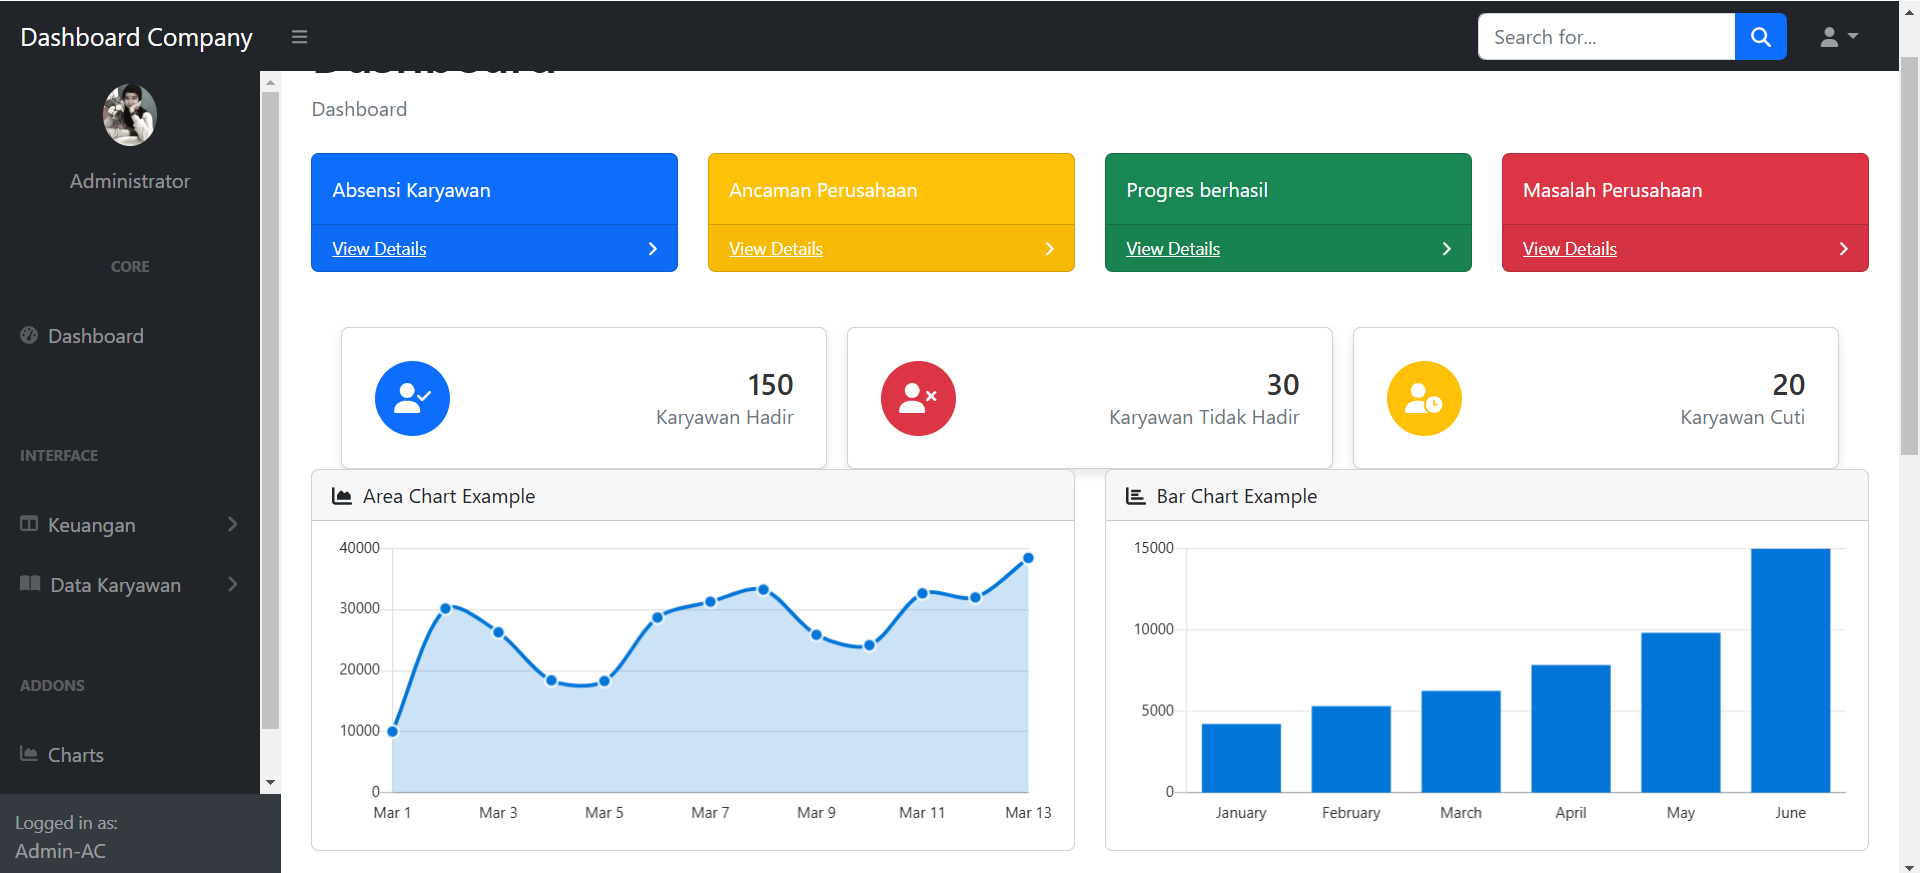 Dashboard Company
Search for...
Dashboard
Dashboard
Administrator
CORE
Dashboard
INTERFACE
Keuangan
Data Karyawan
ADDONS
Charts
Logged in as:
Admin-AC
Absensi Karyawan
View Details
Ancaman Perusahaan
View Details
Progres berhasil
View Details
Masalah Perusahaan
View Details
150
Karyawan Hadir
30
Karyawan Tidak Hadir
20
Karyawan Cuti
Area Chart Example
40000
30000
20000
10000
0
Mar 1 Mar 3 Mar 5 Mar 7 Mar 9 Mar 11 Mar 13
Bar Chart Example
15000
10000
5000
0
January February March April May June